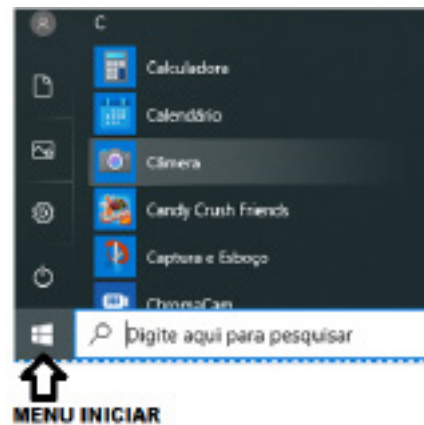 C
Calculadora
Calendário
Câmera
Candy Crush Friends
Captura e Esboço
ChromaCam
Digite aqui para pesquisar
MENU INICIAR